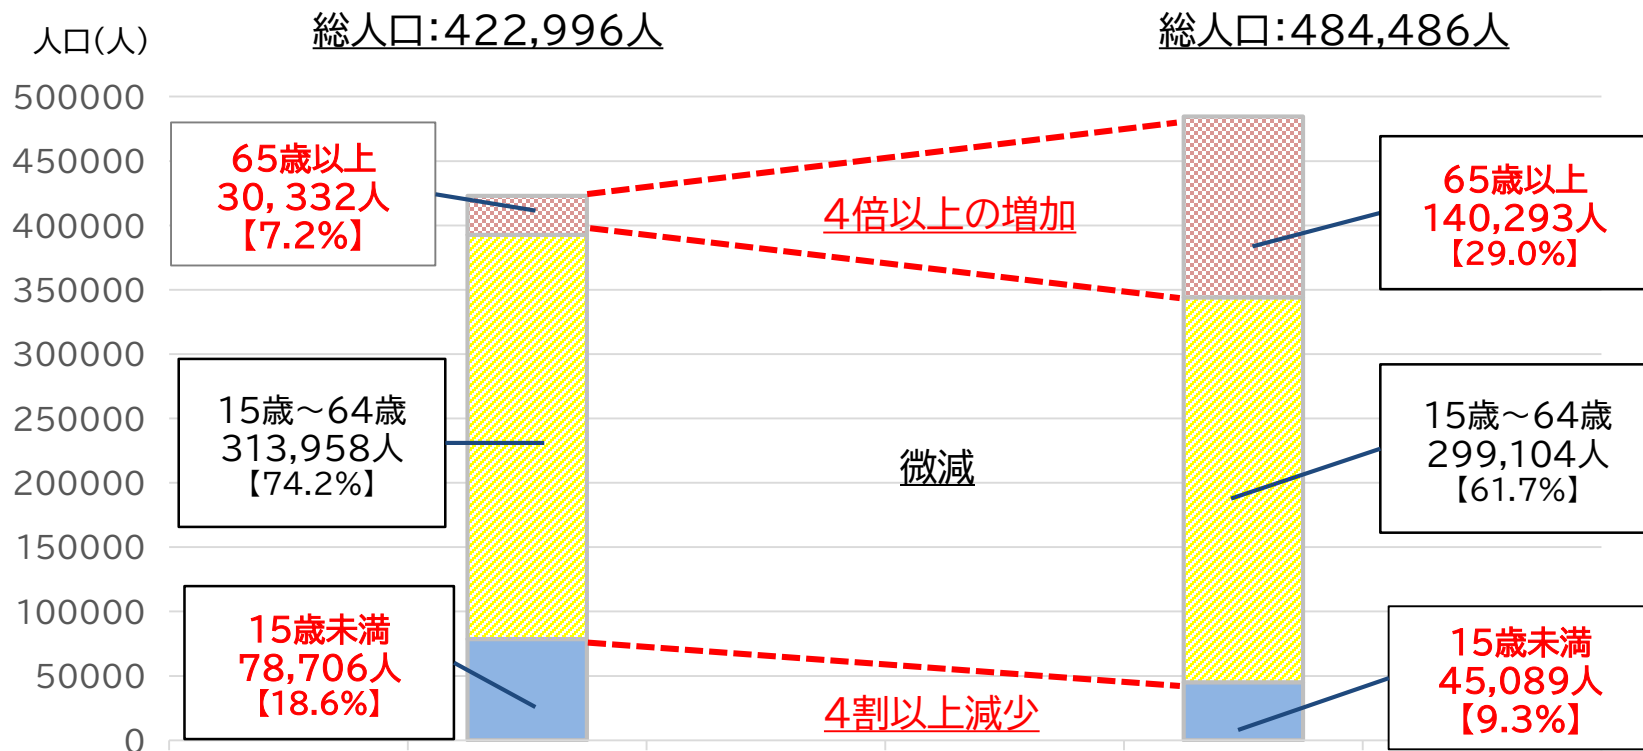 総人口:422,996人
総人口:484,486人
人口(人)
500000
450000
400000
350000
300000
250000
200000
150000
100000
50000
0
65歳以上
30,332人
【7.2%】
15歳～64歳
313,958人
【74.2%】
15歳未満
78,706人
【18.6%】
4倍以上の増加
微減
4割以上減少
65歳以上
140,293人
【29.0%】
15歳～64歳
299,104人
【61.7%】
15歳未満
45,089人
【9.3%】